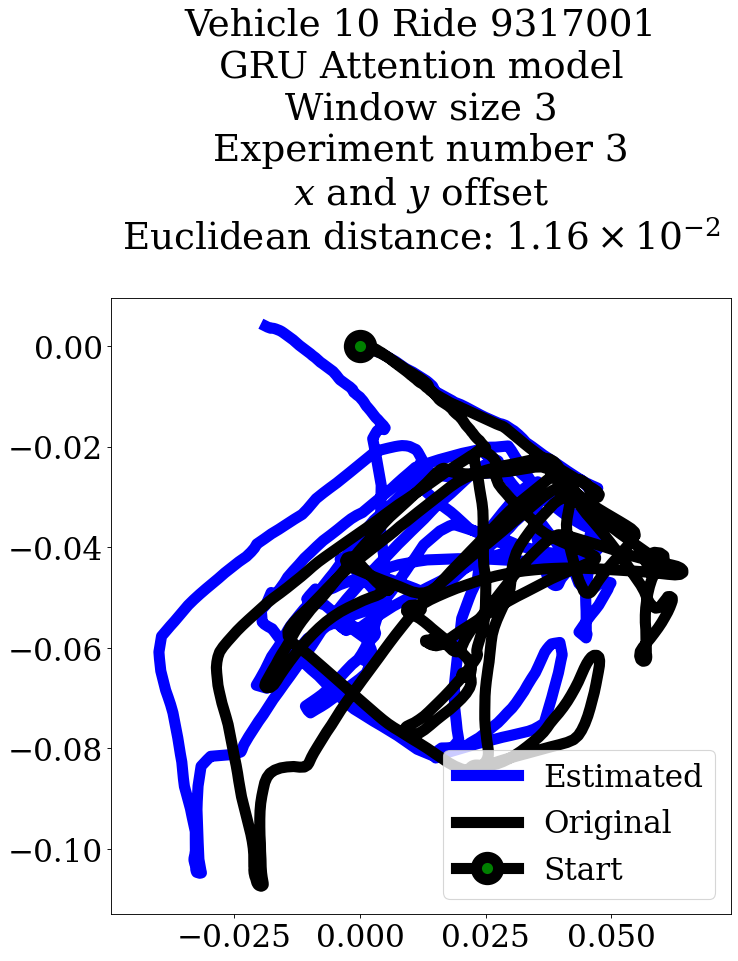 Vehicle 10 Ride 9317001
GRU Attention model
Window size 3
Experiment number 3
x and y offset
Euclidean distance: 1.16 × 10⁻²
0.00
−0.02
−0.04
−0.06
−0.08
−0.10
Estimated
Original
Start
−0.025 0.000 0.025 0.050